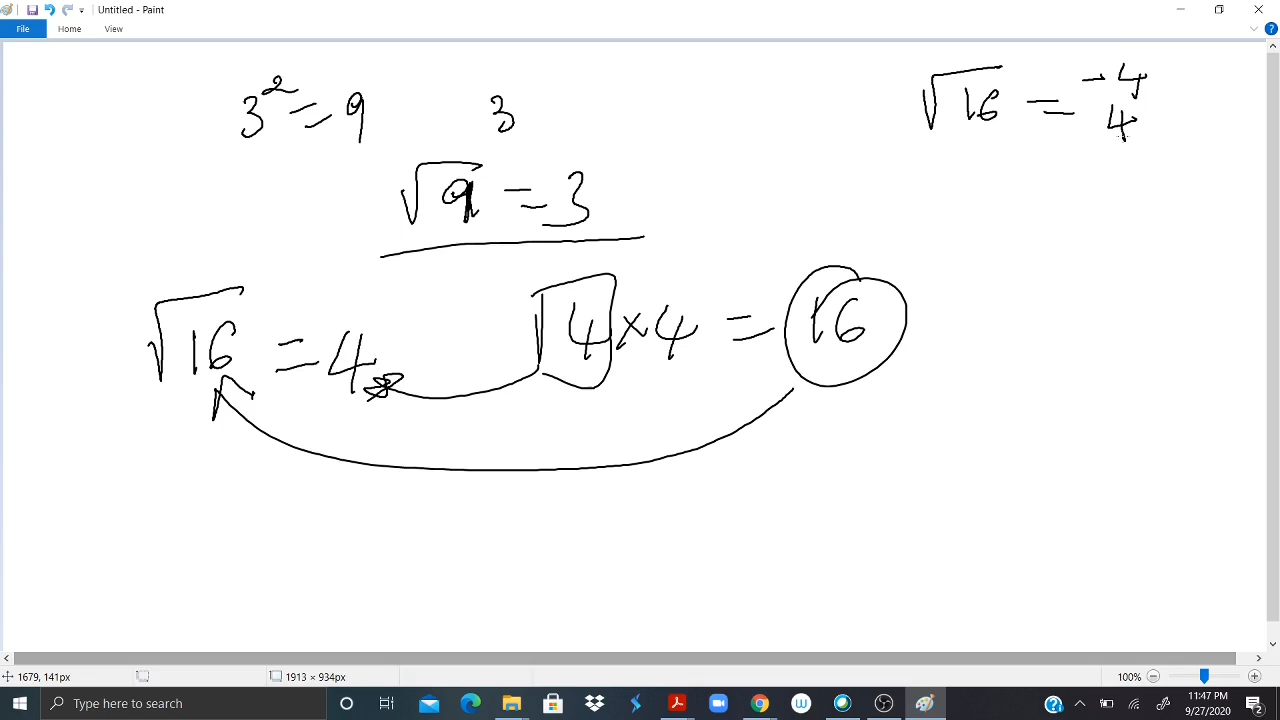 Untitled - Paint
File Home View
3² = 9
3
√16 = -4
4
√9 = 3
√16 = 4
√4 × 4 = 16
1679, 141px
1913 × 934px
100%
Type here to search
11:47 PM
9/27/2020